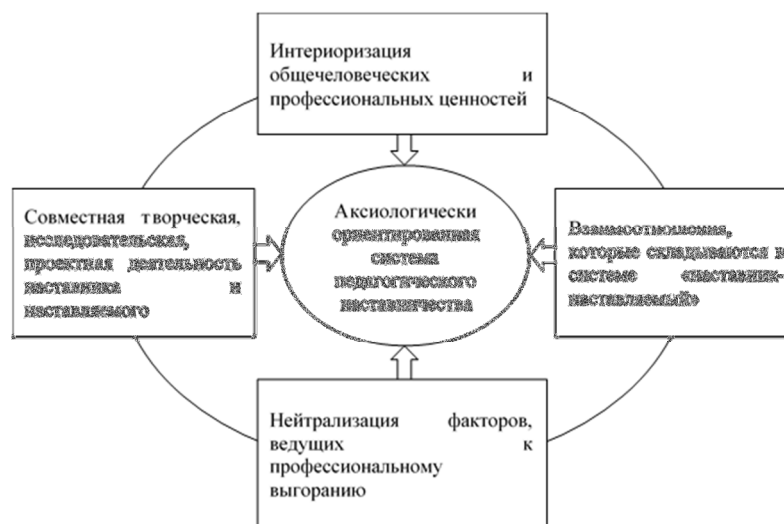 Интериоризация
общечеловеческих и
профессиональных ценностей
Совместная творческая,
исследовательская,
проектная деятельность
наставника и
наставляемого
Аксиологически
ориентированная
система
педагогического
наставничества
Взаимоотношения,
которые складываются в
системе «наставник-
наставляемый»
Нейтрализация факторов,
ведущих к
профессиональному
выгоранию